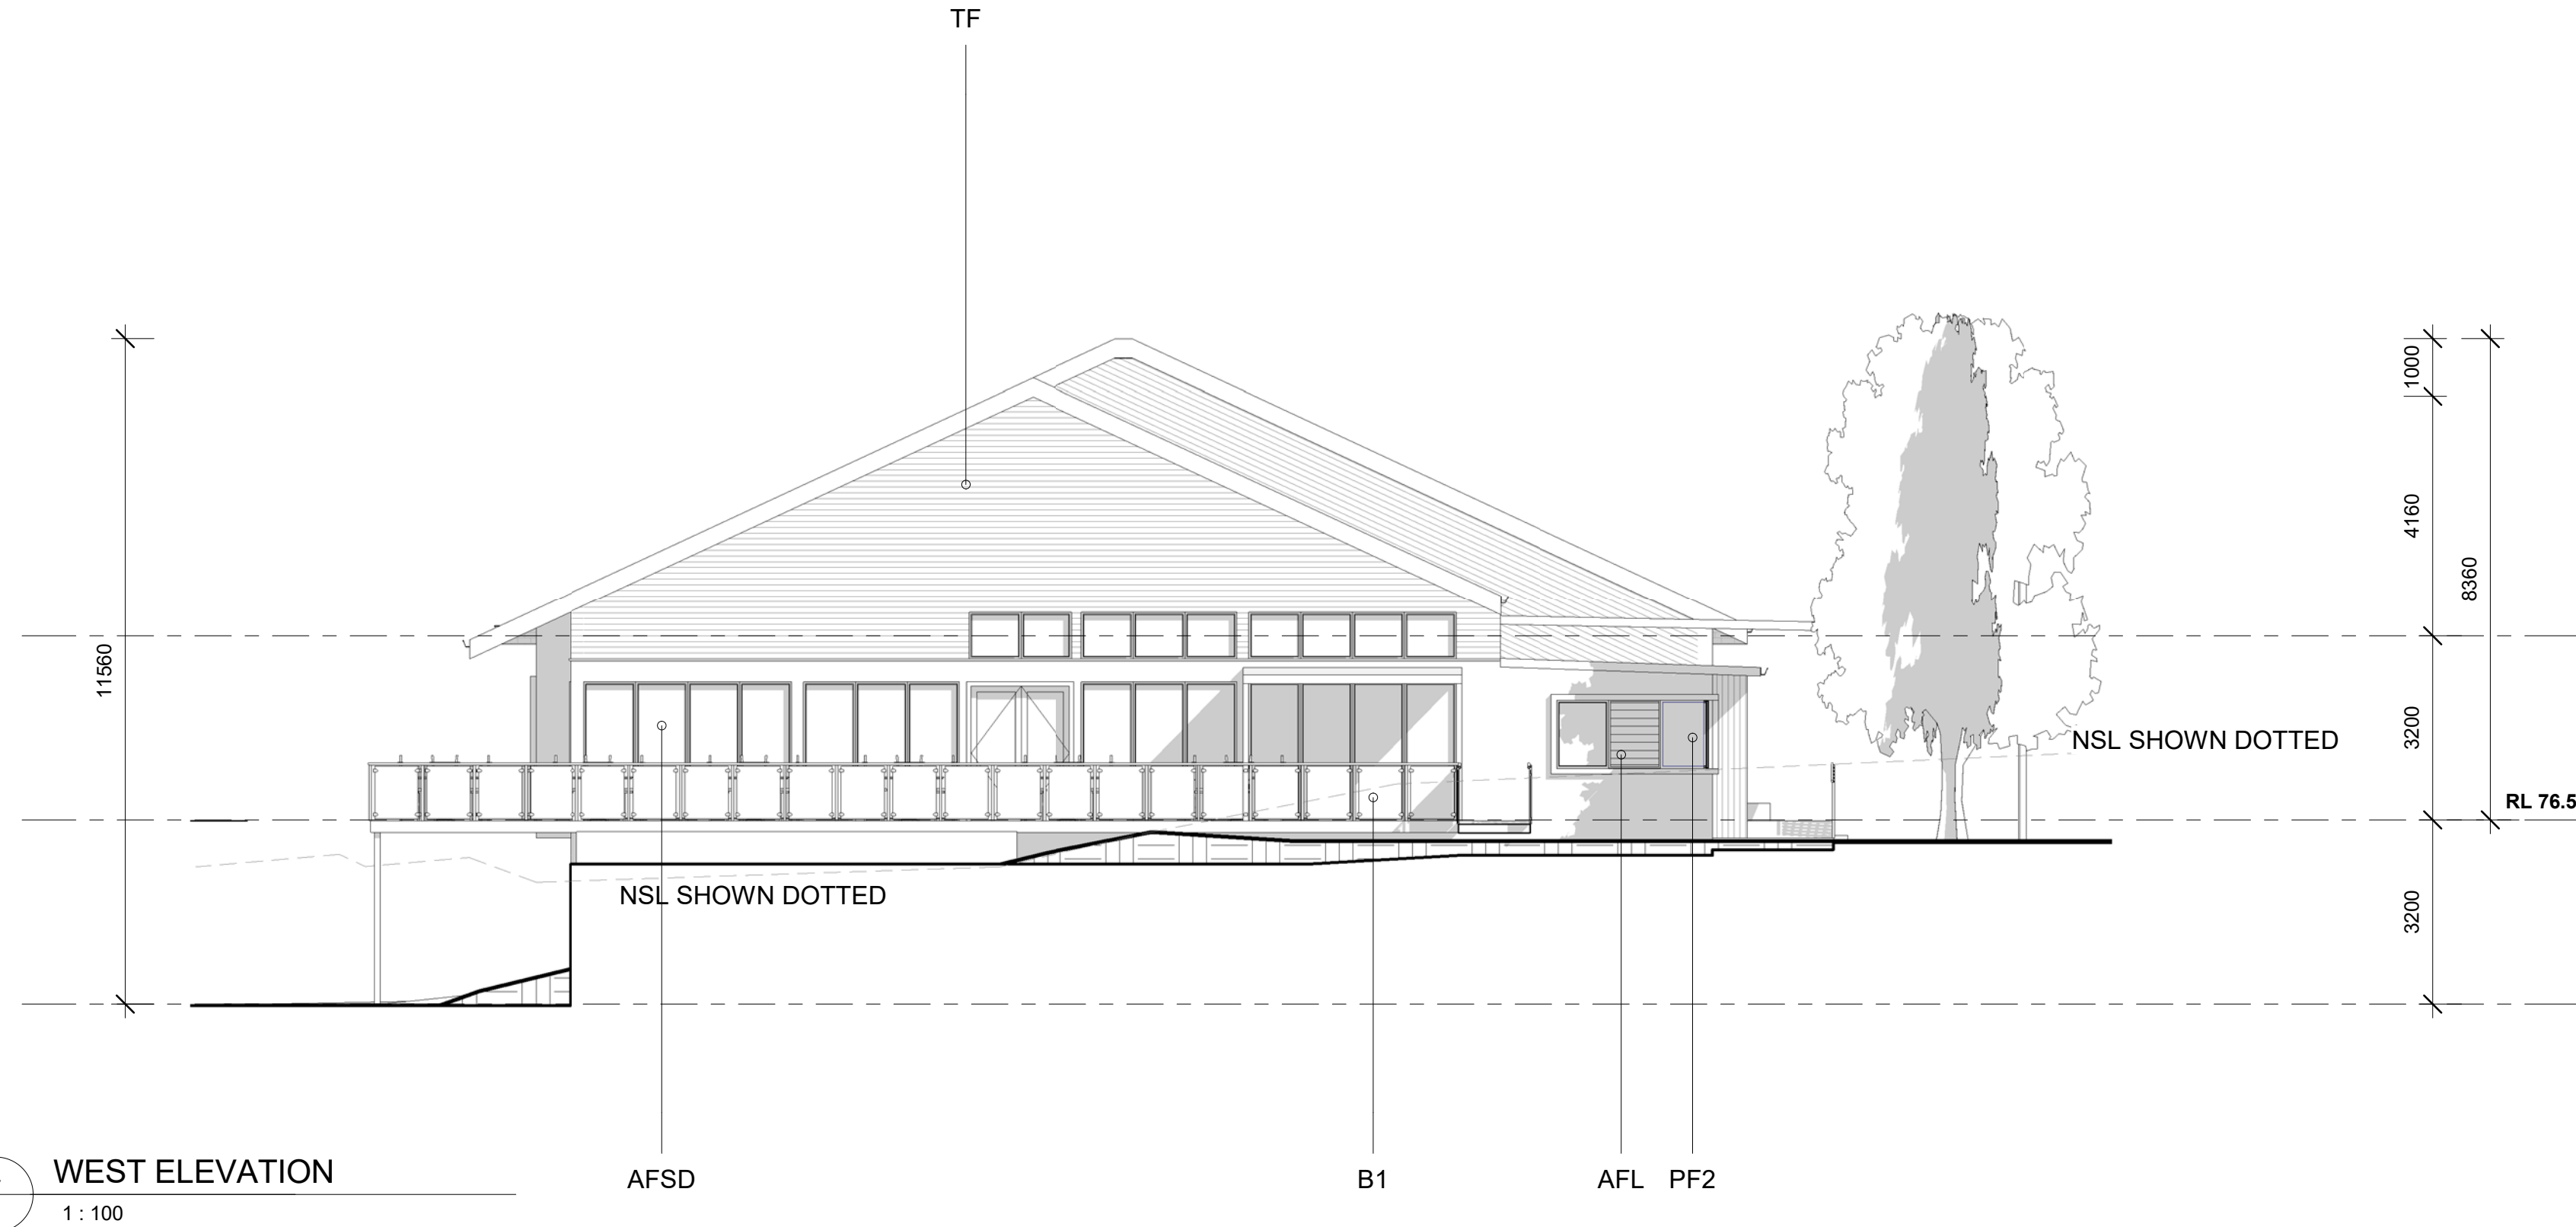 TF
1000
4160
8360
11560
3200
NSL SHOWN DOTTED
RL 76.5
NSL SHOWN DOTTED
3200
AFSD
B1
AFL
PF2
WEST ELEVATION
1 : 100